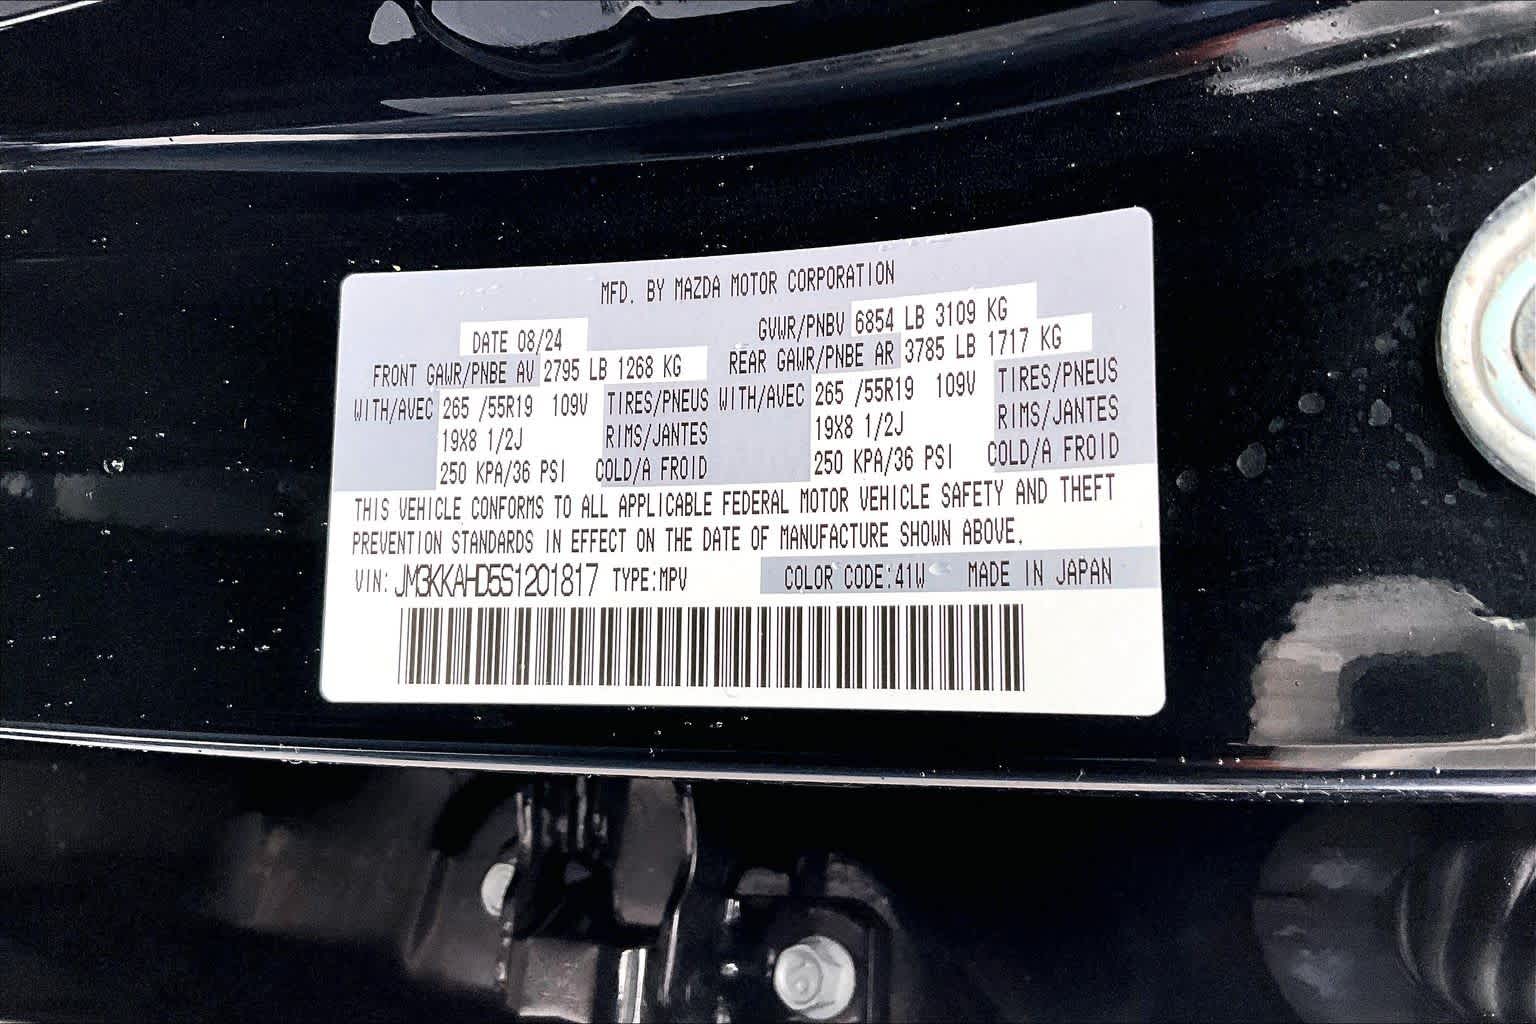 MFD. BY MAZDA MOTOR CORPORATION
DATE 08/24 GVWR/PNBV 6854 LB 3109 KG
FRONT GAWR/PNBE AV 2795 LB 1268 KG REAR GAWR/PNBE AR 3785 LB 1717 KG
WITH/AVEC 265 /55R19 109V TIRES/PNEUS WITH/AVEC 265 /55R19 109V TIRES/PNEUS
19X8 1/2J RIMS/JANTES 19X8 1/2J RIMS/JANTES
250 KPA/36 PSI COLD/A FROID 250 KPA/36 PSI COLD/A FROID
THIS VEHICLE CONFORMS TO ALL APPLICABLE FEDERAL MOTOR VEHICLE SAFETY AND THEFT
PREVENTION STANDARDS IN EFFECT ON THE DATE OF MANUFACTURE SHOWN ABOVE.
VIN: JM3KKAHD5S1201817 TYPE:MPV COLOR CODE:41W MADE IN JAPAN